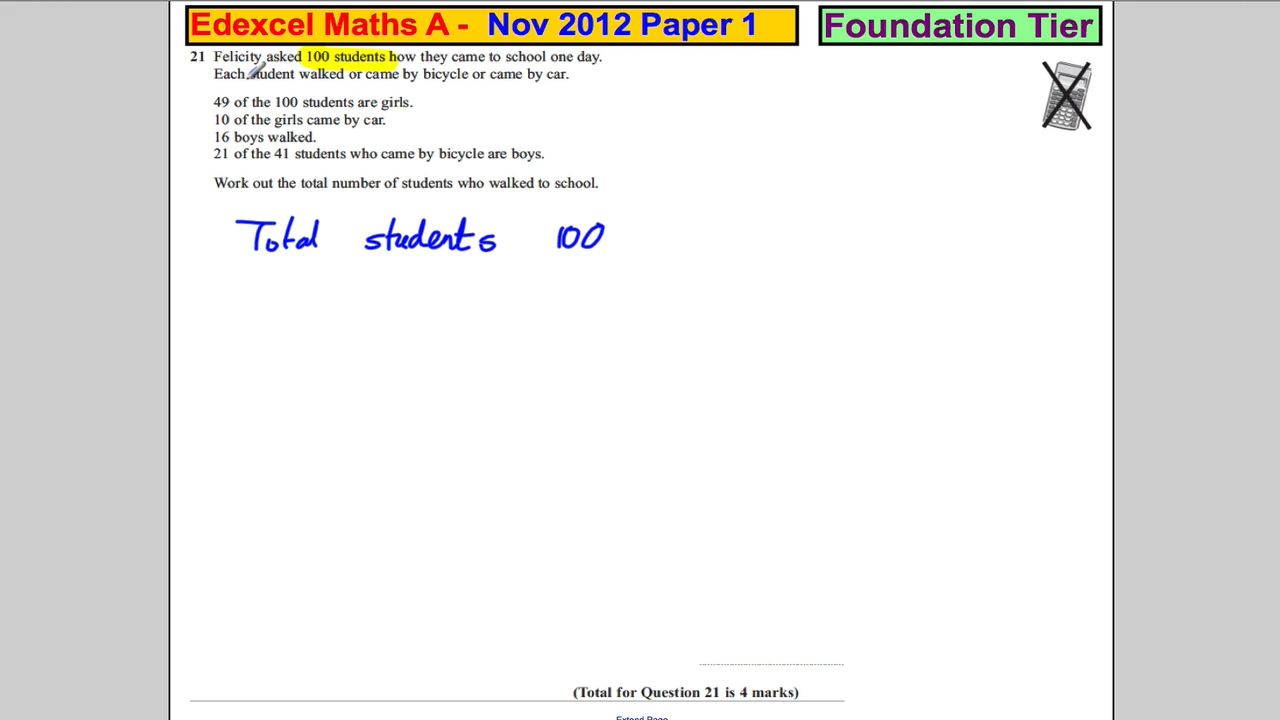 Edexcel Maths A - Nov 2012 Paper 1
Foundation Tier
21 Felicity asked 100 students how they came to school one day.
Each student walked or came by bicycle or came by car.
49 of the 100 students are girls.
10 of the girls came by car.
16 boys walked.
21 of the 41 students who came by bicycle are boys.
Work out the total number of students who walked to school.
Total students 100
(Total for Question 21 is 4 marks)
Extend Page